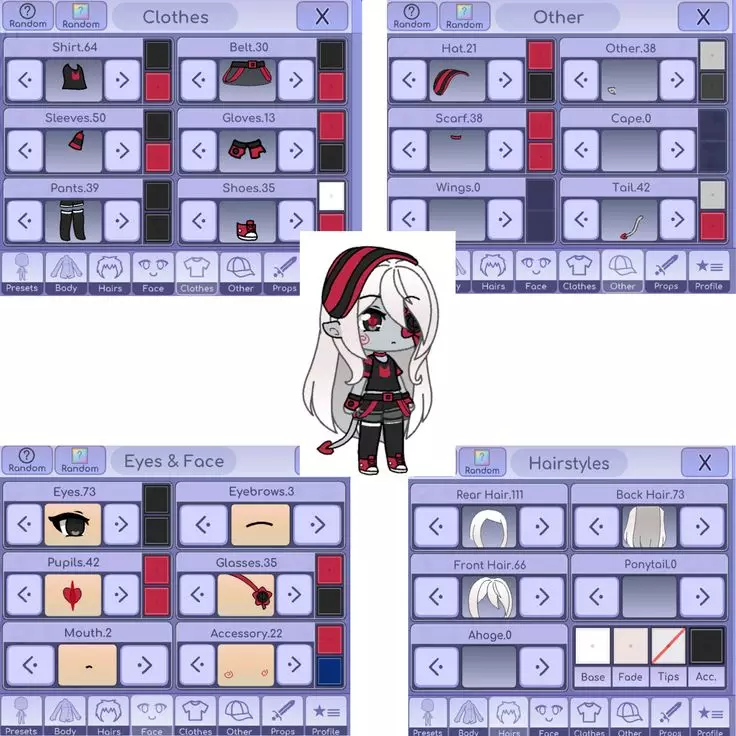 Random Random Clothes X
Shirt.64 Belt.30
Sleeves.50 Gloves.13
Pants.39 Shoes.35
Presets Body Hairs Face Clothes Other Props
Random Random Other X
Hat.21 Other.38
Scarf.38 Cape.0
Wings.0 Tail.42
Hairs Face Clothes Other Props Profile
Random Random Eyes & Face
Eyes.73 Eyebrows.3
Pupils.42 Glasses.35
Mouth.2 Accessory.22
Presets Body Hairs Face Clothes Other Props Profile
Random Hairstyles X
Rear Hair.111 Back Hair.73
Front Hair.66 Ponytail.0
Ahoge.0
Base Fade Tips Acc.
Presets Body Hairs Face Clothes Other Props Profile